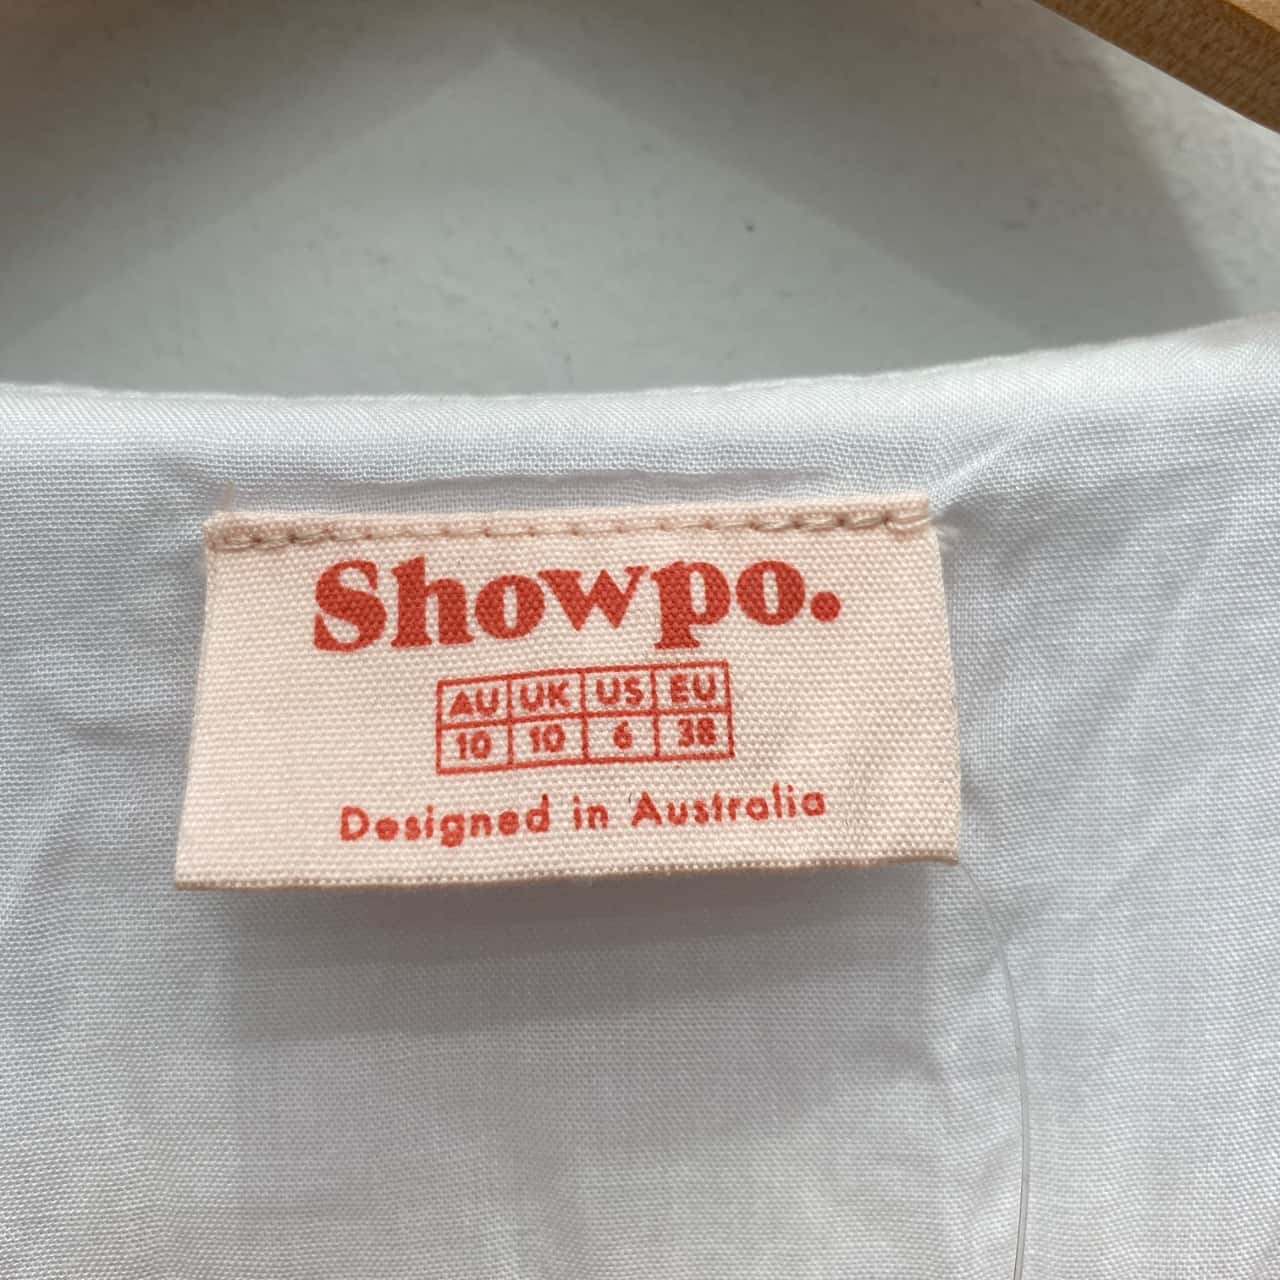 Showpo.
AU UK US EU
10 10 6 38
Designed in Australia